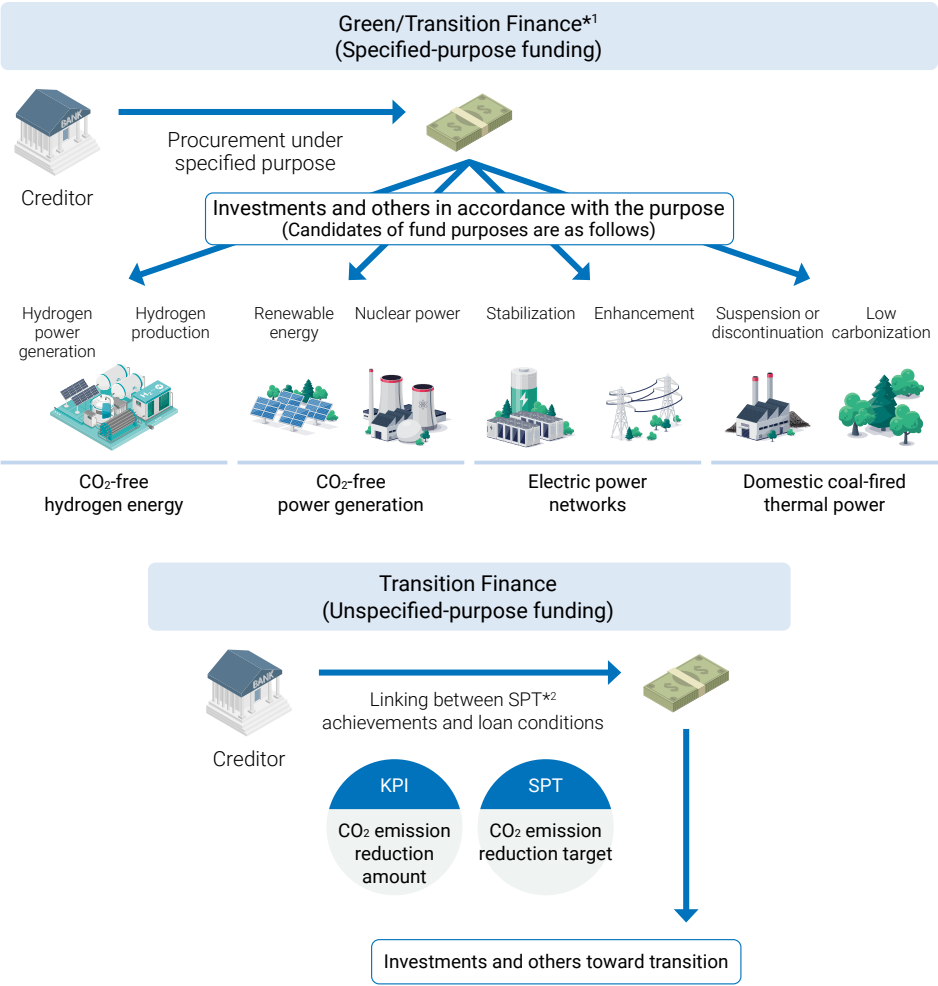 Green/Transition Finance*1
(Specified-purpose funding)
BANK
Procurement under
specified purpose
Creditor
Investments and others in accordance with the purpose
(Candidates of fund purposes are as follows)
Hydrogen
power
generation
Hydrogen
production
Renewable
energy
Nuclear power
Stabilization
Enhancement
Suspension or
discontinuation
Low
carbonization
CO2-free
hydrogen energy
CO2-free
power generation
Electric power
networks
Domestic coal-fired
thermal power
Transition Finance
(Unspecified-purpose funding)
BANK
Linking between SPT*2
achievements and loan conditions
Creditor
KPI
CO2 emission
reduction
amount
SPT
CO2 emission
reduction target
Investments and others toward transition